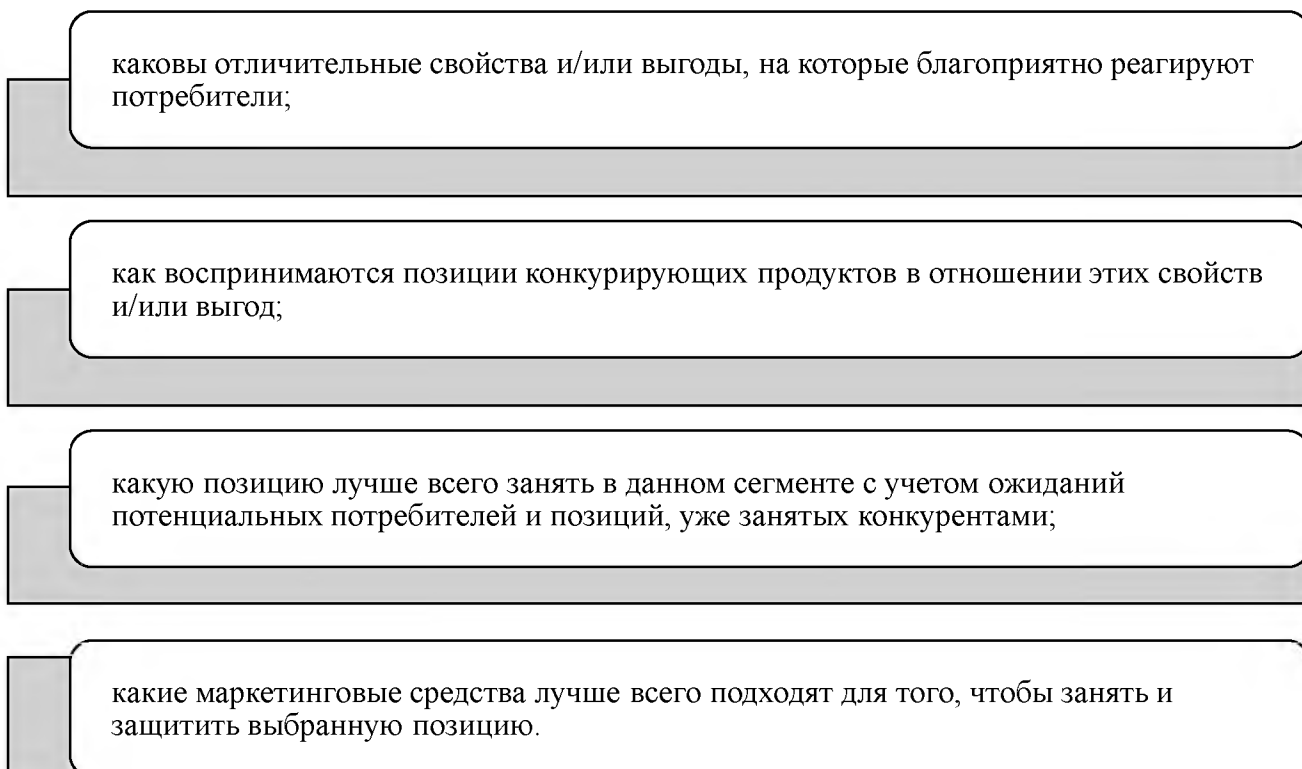 каковы отличительные свойства и/или выгоды, на которые благоприятно реагируют
потребители;
как воспринимаются позиции конкурирующих продуктов в отношении этих свойств
и/или выгод;
какую позицию лучше всего занять в данном сегменте с учетом ожиданий
потенциальных потребителей и позиций, уже занятых конкурентами;
какие маркетинговые средства лучше всего подходят для того, чтобы занять и
защитить выбранную позицию.